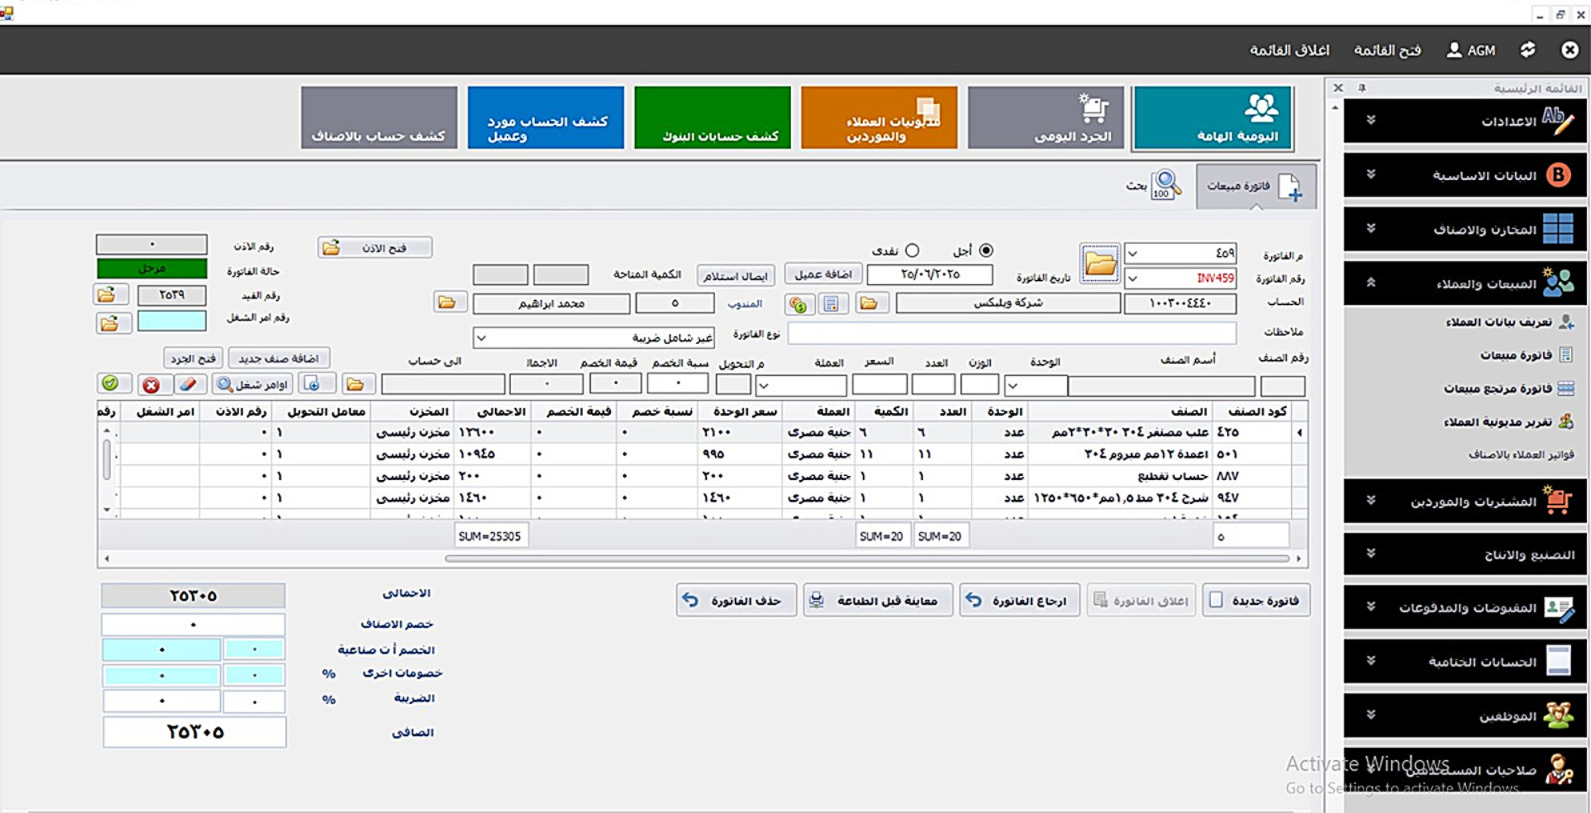 AGM فتح القائمة اغلاق القائمة
القائمة الرئيسية
الاعدادات
البيانات الاساسية
المخازن والاصناف
المبيعات والعملاء
تعريف بيانات العملاء
فاتورة مبيعات
فاتورة مرتجع مبيعات
تقرير مديونية العملاء
فواتير العملاء بالاصناف
المشتريات والموردين
التصنيع والانتاج
المقبوضات والمدفوعات
الحسابات الختامية
الموظفين
صلاحيات المستخدمين
اليومية الهامة
الجرد اليومى
مديونيات العملاء والموردين
كشف حسابات البنوك
كشف الحساب مورد وعميل
كشف حساب بالاصناف
فاتورة مبيعات
بحث 100
م الفاتورة ٤٥٩ أجل نقدى فتح الاذن رقم الاذن ٠
رقم الفاتورة INV459 تاريخ الفاتورة ٢٥/٠٦/٢٠٢٥ اضافة عميل ايصال استلام الكمية المتاحة حالة الفاتورة مرحل
الحساب ١٠٠٣٠٠٤٤٤٠ شركة ويلبكس المندوب ٥ محمد ابراهيم رقم القيد ٢٥٣٩
ملاحظات نوع الفاتورة غير شامل ضريبة رقم امر الشغل
اضافة صنف جديد فتح الجرد
رقم الصنف أسم الصنف الوحدة الوزن العدد السعر العملة م التحويل سبة الخصم قيمة الخصم الاجما الى حساب
٠ ٠ ٠ اوامر شغل
كود الصنف الصنف الوحدة العدد الكمية العملة سعر الوحدة نسبة خصم قيمة الخصم الاجمالى المخزن معامل التحويل رقم الاذن امر الشغل رقم
٤٢٥ علب مصنفر ٣٠٤ ٣٠*٣٠*٢مم عدد ٦ ٦ جنية مصرى ٢١٠٠ ٠ ٠ ١٢٦٠٠ مخزن رئيسى ١ ٠
٥٠١ اعمدة ١٢مم مبروم ٣٠٤ عدد ١١ ١١ جنية مصرى ٩٩٥ ٠ ٠ ١٠٩٤٥ مخزن رئيسى ١ ٠
٨٨٧ حساب تقطيع عدد ١ ١ جنية مصرى ٢٠٠ ٠ ٠ ٢٠٠ مخزن رئيسى ١ ٠
٩٤٧ شرح ٣٠٤ مط ١,٥مم*٦٥٠*١٢٥٠ عدد ١ ١ جنية مصرى ١٤٦٠ ٠ ٠ ١٤٦٠ مخزن رئيسى ١ ٠
٥ SUM=20 SUM=20 SUM=25305
فاتورة جديدة اغلاق الفاتورة ارجاع الفاتورة معاينة قبل الطباعة حذف الفاتورة
الاجمالى ٢٥٣٠٥
خصم الاصناف ٠
الخصم أ ت صناعية ٠ ٠
خصومات اخرى % ٠ ٠
الضريبة % ٠ ٠
الصافى ٢٥٣٠٥
Activate Windows
Go to Settings to activate Windows.